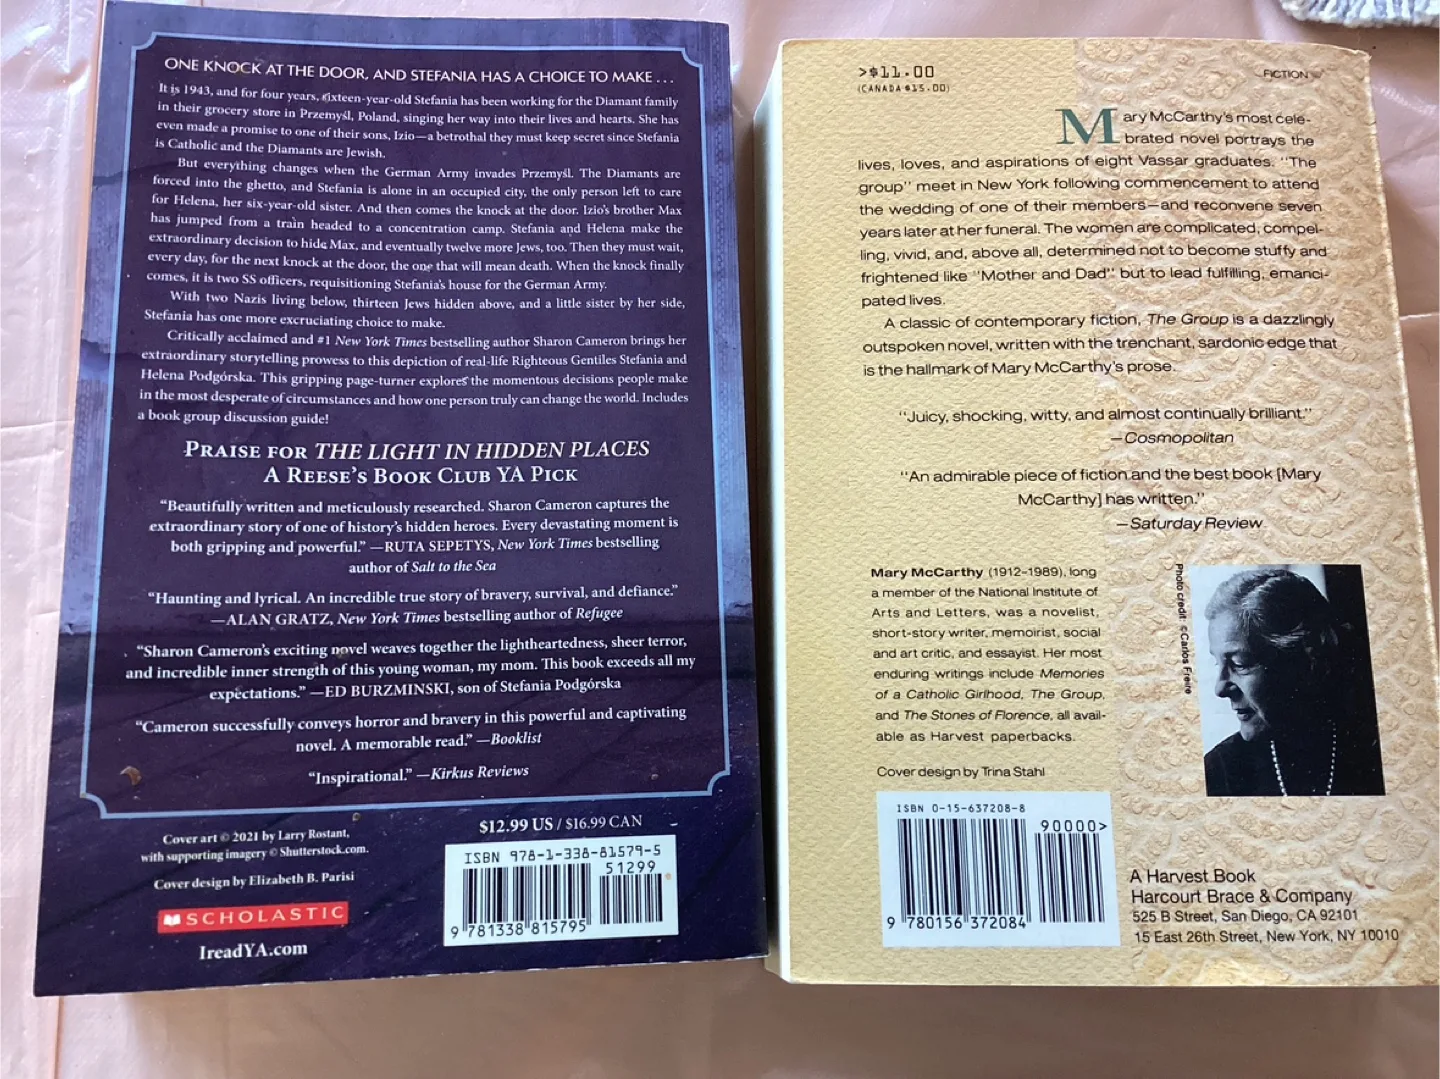 ONE KNOCK AT THE DOOR, AND STEFANIA HAS A CHOICE TO MAKE . . .
It is 1943, and for four years, sixteen-year-old Stefania has been working for the Diamant family
in their grocery store in Przemyśl, Poland, singing her way into their lives and hearts. She has
even made a promise to one of their sons, Izio—a betrothal they must keep secret since Stefania
is Catholic and the Diamants are Jewish.
But everything changes when the German Army invades Przemyśl. The Diamants are
forced into the ghetto, and Stefania is alone in an occupied city, the only person left to care
for Helena, her six-year-old sister. And then comes the knock at the door. Izio's brother Max
has jumped from a train headed to a concentration camp. Stefania and Helena make the
extraordinary decision to hide Max, and eventually twelve more Jews, too. Then they must wait,
every day, for the next knock at the door, the one that will mean death. When the knock finally
comes, it is two SS officers, requisitioning Stefania's house for the German Army.
With two Nazis living below, thirteen Jews hidden above, and a little sister by her side,
Stefania has one more excruciating choice to make.
Critically acclaimed and #1 New York Times bestselling author Sharon Cameron brings her
extraordinary storytelling prowess to this depiction of real-life Righteous Gentiles Stefania and
Helena Podgórska. This gripping page-turner explores the momentous decisions people make
in the most desperate of circumstances and how one person truly can change the world. Includes
a book group discussion guide!
PRAISE FOR THE LIGHT IN HIDDEN PLACES
A REESE'S BOOK CLUB YA PICK
“Beautifully written and meticulously researched. Sharon Cameron captures the
extraordinary story of one of history's hidden heroes. Every devastating moment is
both gripping and powerful.” —RUTA SEPETYS, New York Times bestselling
author of Salt to the Sea
“Haunting and lyrical. An incredible true story of bravery, survival, and defiance.”
—ALAN GRATZ, New York Times bestselling author of Refugee
“Sharon Cameron's exciting novel weaves together the lightheartedness, sheer terror,
and incredible inner strength of this young woman, my mom. This book exceeds all my
expectations.” —ED BURZMINSKI, son of Stefania Podgórska
“Cameron successfully conveys horror and bravery in this powerful and captivating
novel. A memorable read.” —Booklist
“Inspirational.” —Kirkus Reviews
Cover art © 2021 by Larry Rostant,
with supporting imagery © Shutterstock.com.
Cover design by Elizabeth B. Parisi
SCHOLASTIC
IreadYA.com
$12.99 US / $16.99 CAN
ISBN 978-1-338-81579-5
51299
9 781338 815795
>$11.00
(CANADA $15.00)
FICTION
Mary McCarthy's most cele-
brated novel portrays the
lives, loves, and aspirations of eight Vassar graduates. “The
group” meet in New York following commencement to attend
the wedding of one of their members—and reconvene seven
years later at her funeral. The women are complicated, compel-
ling, vivid, and, above all, determined not to become stuffy and
frightened like “Mother and Dad” but to lead fulfilling, emanci-
pated lives.
A classic of contemporary fiction, The Group is a dazzlingly
outspoken novel, written with the trenchant, sardonic edge that
is the hallmark of Mary McCarthy's prose.
“Juicy, shocking, witty, and almost continually brilliant.”
—Cosmopolitan
“An admirable piece of fiction and the best book [Mary
McCarthy] has written.”
—Saturday Review
Mary McCarthy (1912–1989), long
a member of the National Institute of
Arts and Letters, was a novelist,
short-story writer, memoirist, social
and art critic, and essayist. Her most
enduring writings include Memories
of a Catholic Girlhood, The Group,
and The Stones of Florence, all avail-
able as Harvest paperbacks.
Photo credit: ©Carlos Freire
Cover design by Trina Stahl
ISBN 0-15-637208-8
90000>
9 780156 372084
A Harvest Book
Harcourt Brace & Company
525 B Street, San Diego, CA 92101
15 East 26th Street, New York, NY 10010